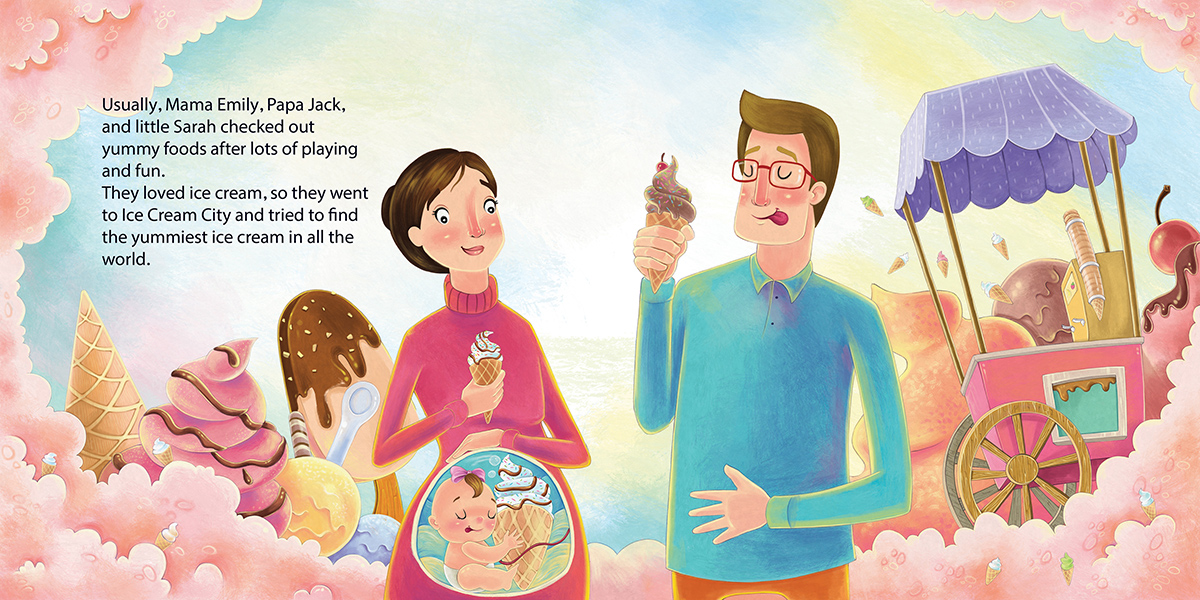 Usually, Mama Emily, Papa Jack,
and little Sarah checked out
yummy foods after lots of playing
and fun.
They loved ice cream, so they went
to Ice Cream City and tried to find
the yummiest ice cream in all the
world.